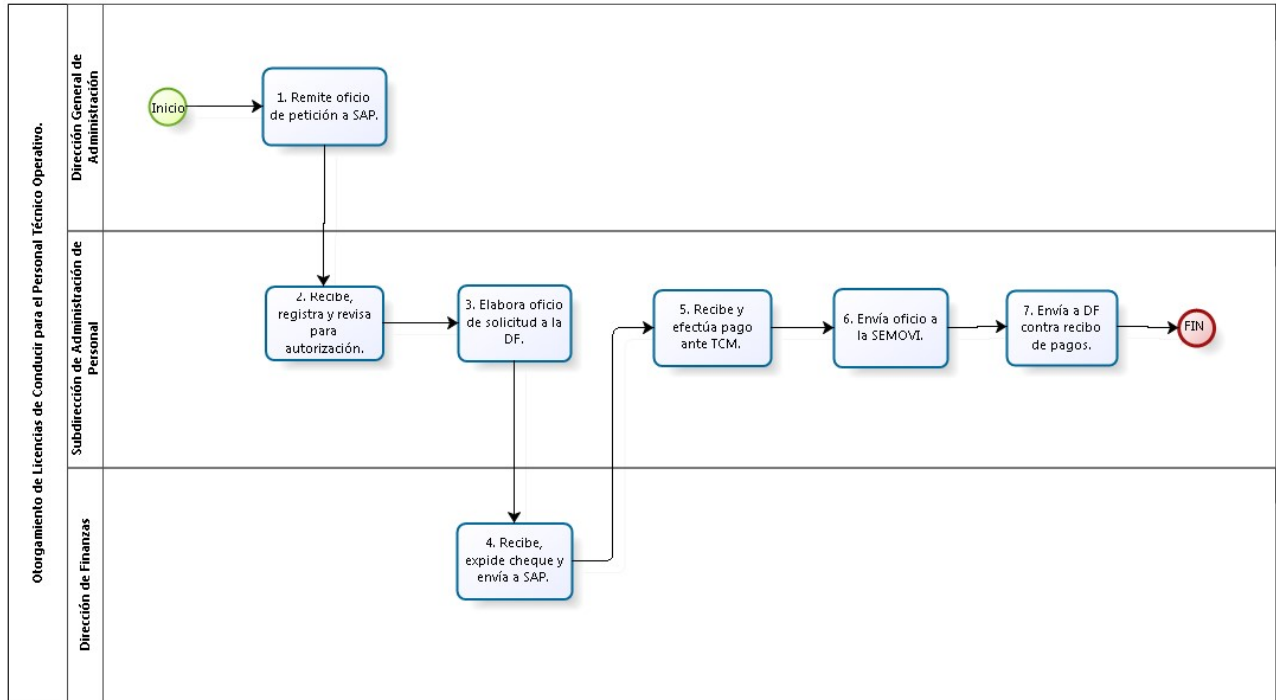 Otorgamiento de Licencias de Conducir para el Personal Técnico Operativo.
Dirección General de
Administración
Inicio
1. Remite oficio
de petición a SAP.
Subdirección de Administración de
Personal
2. Recibe,
registra y revisa
para
autorización.
3. Elabora oficio
de solicitud a la
DF.
5. Recibe y
efectúa pago
ante TCM.
6. Envía oficio a
la SEMOVI.
7. Envía a DF
contra recibo
de pagos.
FIN
Dirección de Finanzas
4. Recibe,
expide cheque y
envía a SAP.